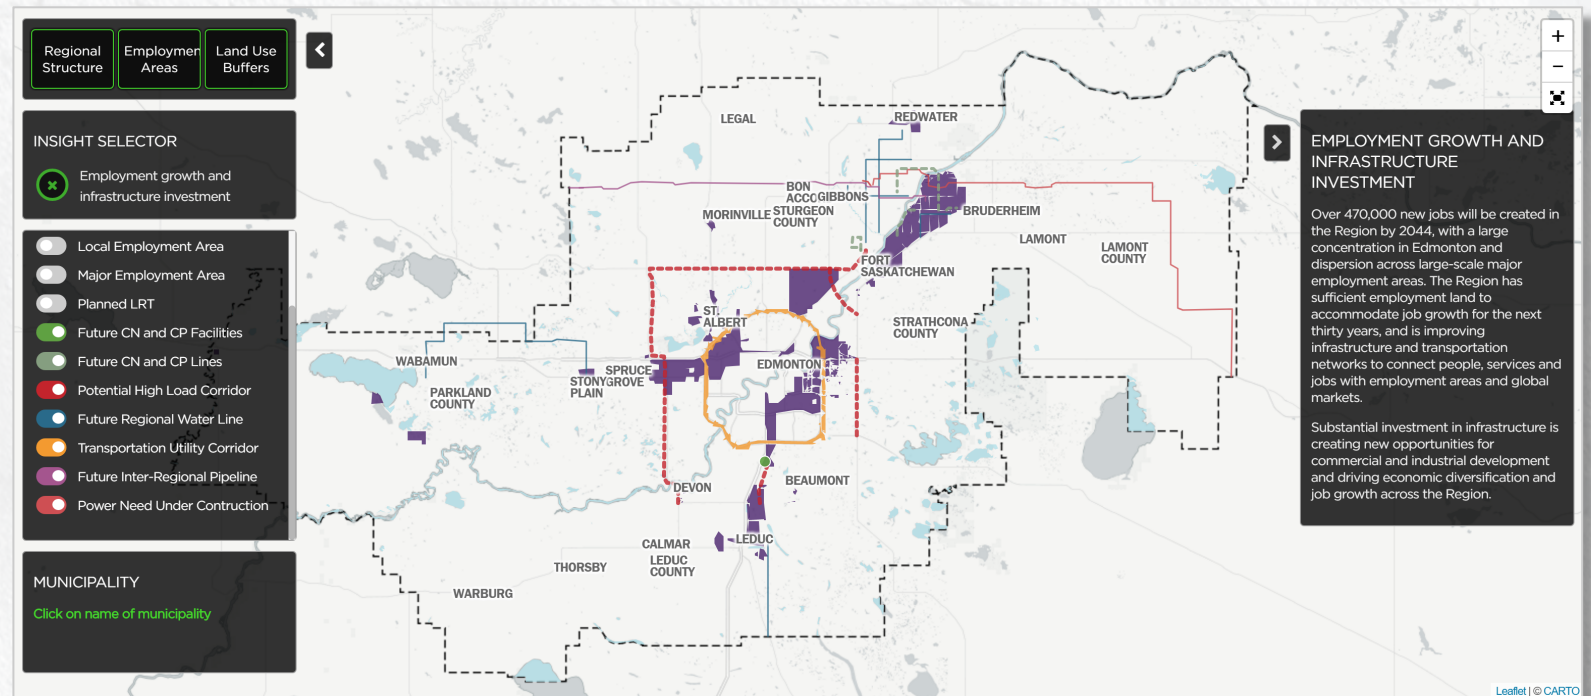 Regional
Structure
Employmen
Areas
Land Use
Buffers
INSIGHT SELECTOR
Employment growth and
infrastructure investment
Local Employment Area
Major Employment Area
Planned LRT
Future CN and CP Facilities
Future CN and CP Lines
Potential High Load Corridor
Future Regional Water Line
Transportation Utility Corridor
Future Inter-Regional Pipeline
Power Need Under Contruction
MUNICIPALITY
Click on name of municipality
LEGAL
REDWATER
BON
ACCO
GIBBONS
MORINVILLE
STURGEON
COUNTY
BRUDERHEIM
LAMONT
LAMONT
COUNTY
FORT
SASKATCHEWAN
ST.
ALBERT
STRATHCONA
COUNTY
WABAMUN
EDMONTON
SPRUCE
GROVE
STONY
PLAIN
PARKLAND
COUNTY
DEVON
BEAUMONT
CALMAR
LEDUC
LEDUC
COUNTY
THORSBY
WARBURG
+
−
EMPLOYMENT GROWTH AND
INFRASTRUCTURE
INVESTMENT
Over 470,000 new jobs will be created in
the Region by 2044, with a large
concentration in Edmonton and
dispersion across large-scale major
employment areas. The Region has
sufficient employment land to
accommodate job growth for the next
thirty years, and is improving
infrastructure and transportation
networks to connect people, services and
jobs with employment areas and global
markets.
Substantial investment in infrastructure is
creating new opportunities for
commercial and industrial development
and driving economic diversification and
job growth across the Region.
Leaflet | © CARTO